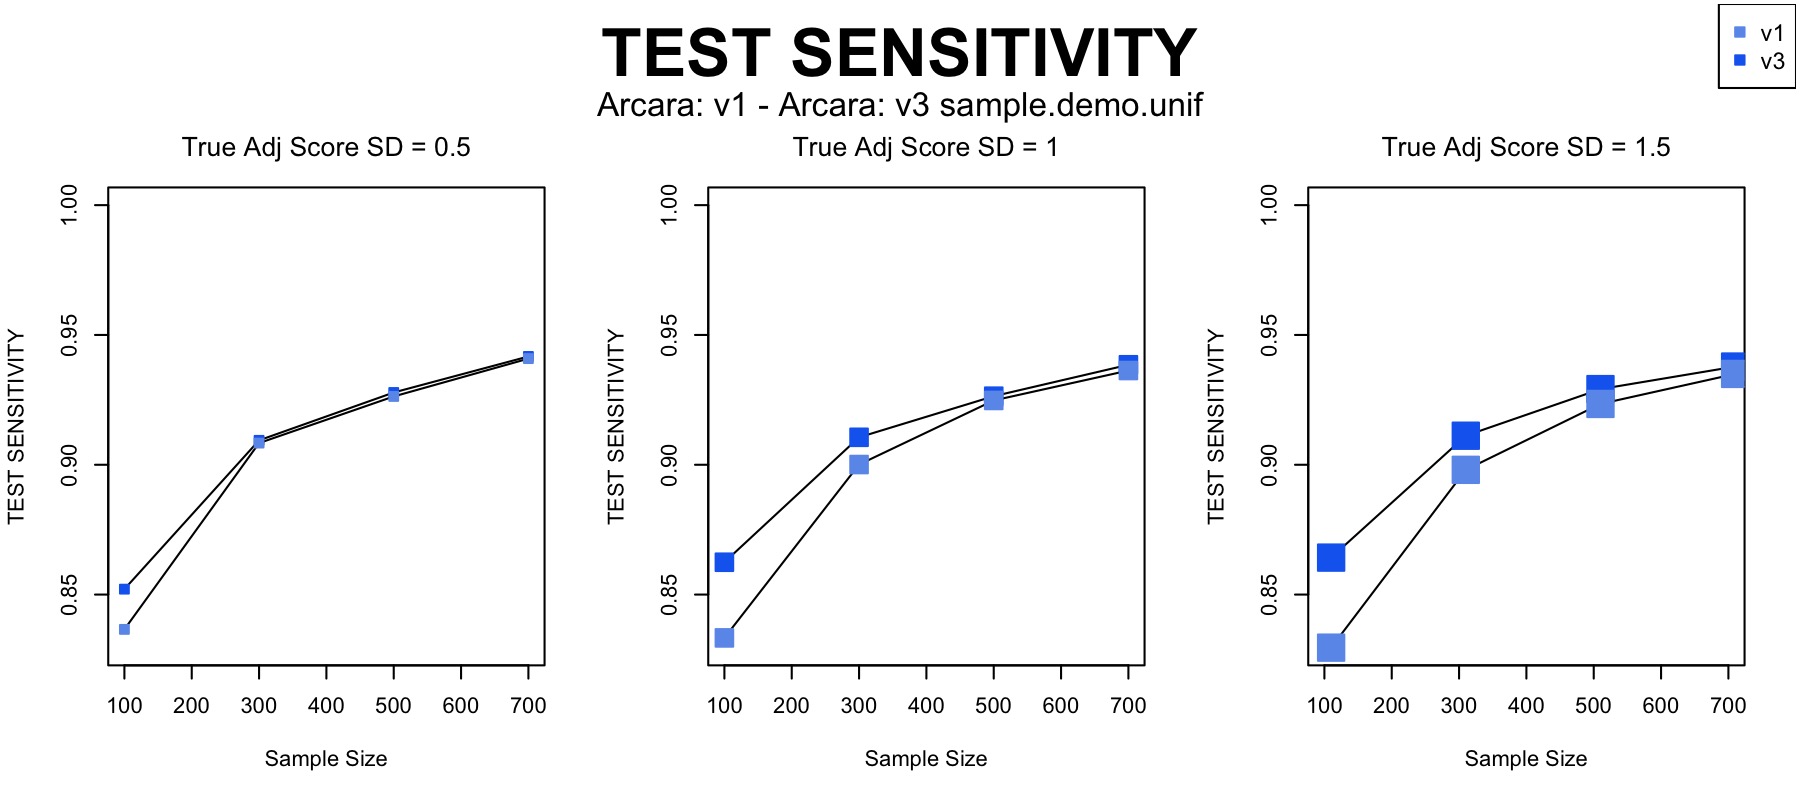 TEST SENSITIVITY
Arcara: v1 - Arcara: v3 sample.demo.unif
v1
v3
True Adj Score SD = 0.5
1.00
0.95
0.90
0.85
TEST SENSITIVITY
100 200 300 400 500 600 700
Sample Size
True Adj Score SD = 1
1.00
0.95
0.90
0.85
TEST SENSITIVITY
100 200 300 400 500 600 700
Sample Size
True Adj Score SD = 1.5
1.00
0.95
0.90
0.85
TEST SENSITIVITY
100 200 300 400 500 600 700
Sample Size